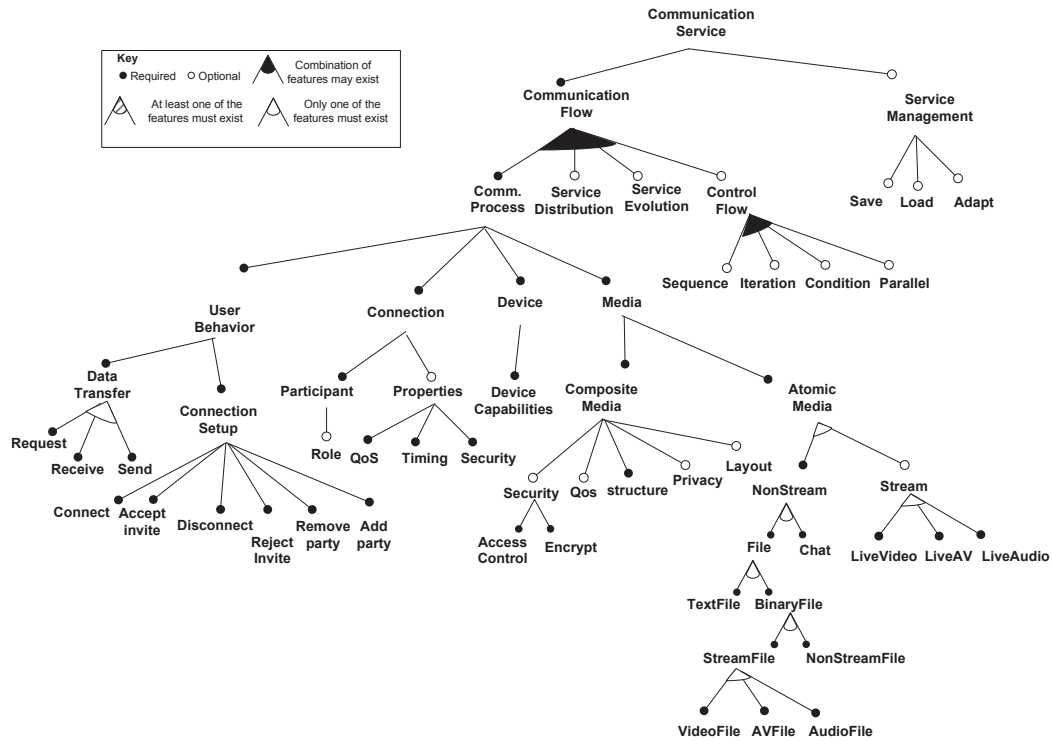 Communication
Service
Key
Required
Optional
Combination of
features may exist
At least one of the
features must exist
Only one of the
features must exist
Communication
Flow
Service
Management
Comm.
Process
Service
Distribution
Service
Evolution
Control
Flow
Save
Load
Adapt
Sequence
Iteration
Condition
Parallel
User
Behavior
Connection
Device
Media
Data
Transfer
Connection
Setup
Participant
Properties
Device
Capabilities
Composite
Media
Atomic
Media
Request
Receive
Send
Role
QoS
Timing
Security
Connect
Accept
invite
Disconnect
Reject
Invite
Remove
party
Add
party
Security
Qos
structure
Privacy
Layout
Access
Control
Encrypt
NonStream
Stream
File
Chat
LiveVideo
LiveAV
LiveAudio
TextFile
BinaryFile
StreamFile
NonStreamFile
VideoFile
AVFile
AudioFile